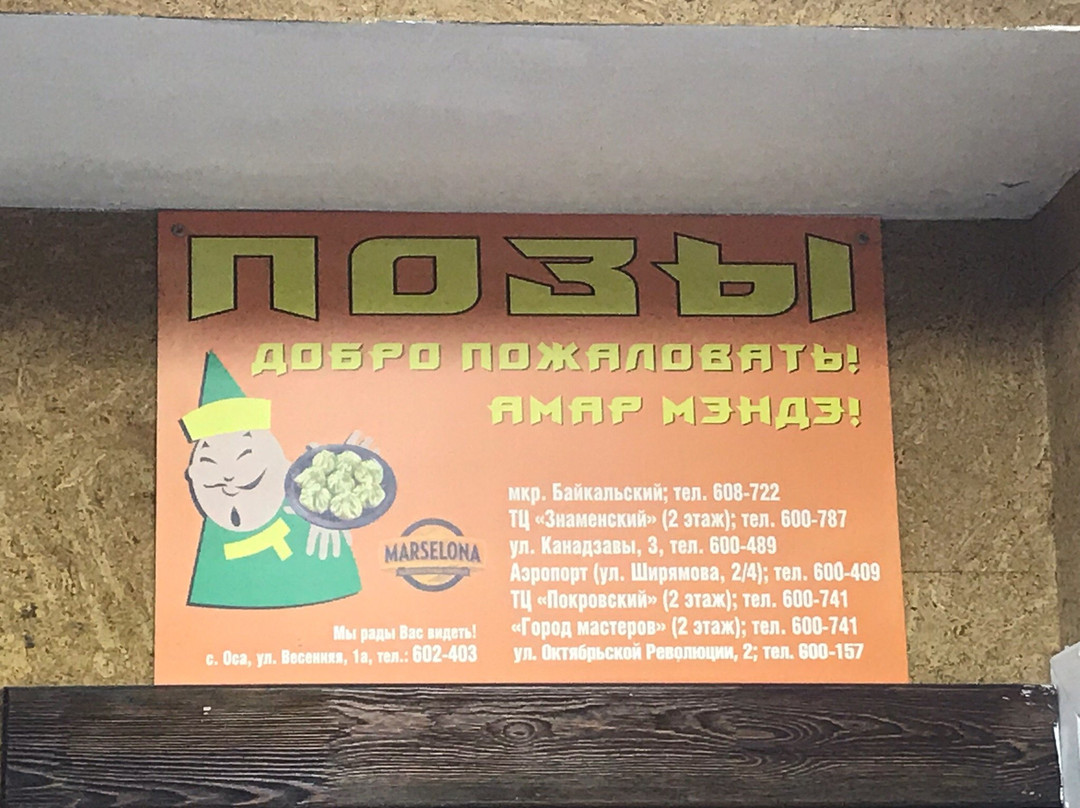 ПОЗЫ
ДОБРО ПОЖАЛОВАТЬ!
АМАР МЭНДЭ!
мкр. Байкальский; тел. 608-722
ТЦ «Знаменский» (2 этаж); тел. 600-787
ул. Канадзавы, 3, тел. 600-489
Аэропорт (ул. Ширямова, 2/4); тел. 600-409
ТЦ «Покровский» (2 этаж); тел. 600-741
«Город мастеров» (2 этаж); тел. 600-741
ул. Октябрьской Революции, 2; тел. 600-157
MARSELONA
Мы рады Вас видеть!
с. Оса, ул. Весенняя, 1а, тел.: 602-403